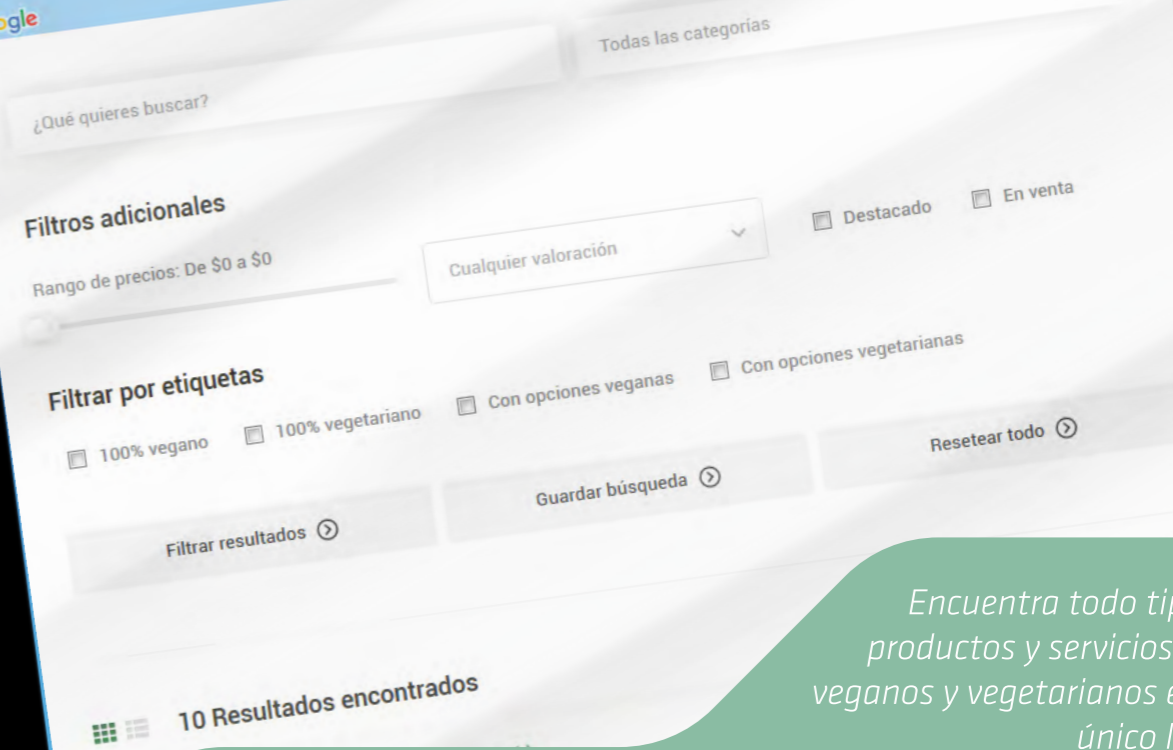 gle
Todas las categorías
¿Qué quieres buscar?
Filtros adicionales
Rango de precios: De $0 a $0
Cualquier valoración
Destacado
En venta
Filtrar por etiquetas
100% vegano
100% vegetariano
Con opciones veganas
Con opciones vegetarianas
Filtrar resultados
Guardar búsqueda
Resetear todo
10 Resultados encontrados
Encuentra todo
productos y servicios
veganos y vegetarianos
único